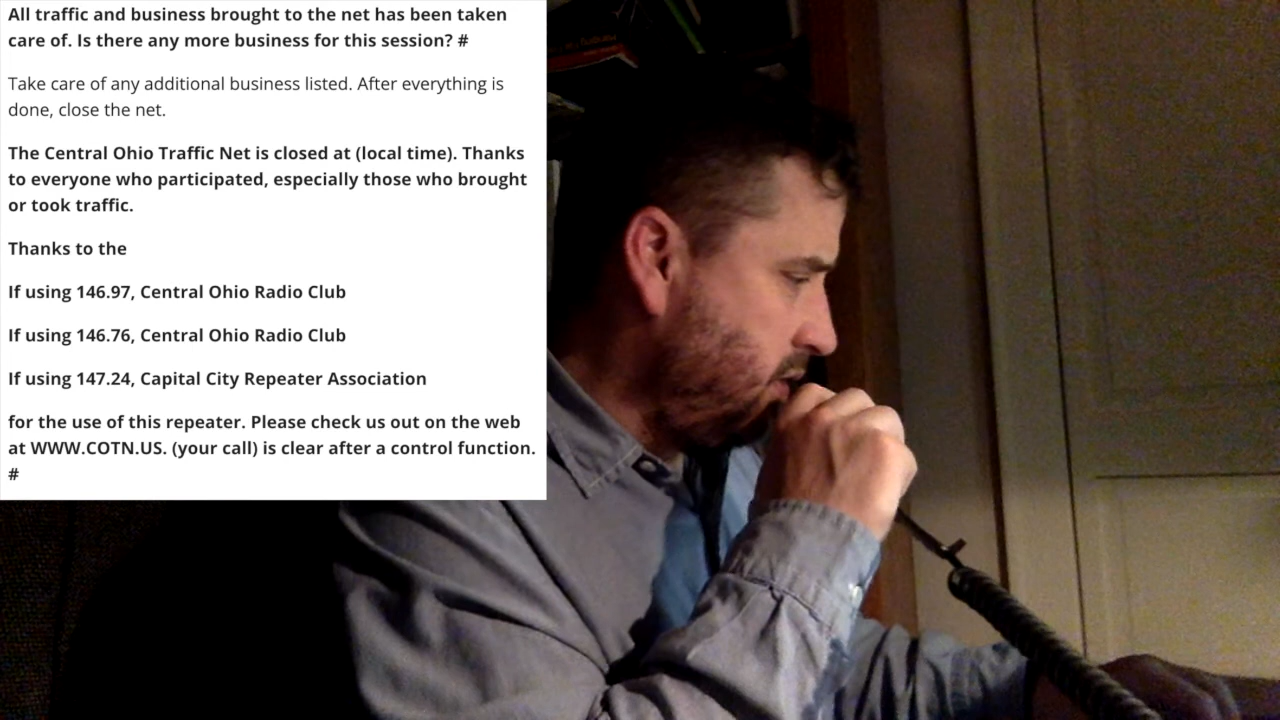 All traffic and business brought to the net has been taken
care of. Is there any more business for this session? #
Take care of any additional business listed. After everything is
done, close the net.
The Central Ohio Traffic Net is closed at (local time). Thanks
to everyone who participated, especially those who brought
or took traffic.
Thanks to the
If using 146.97, Central Ohio Radio Club
If using 146.76, Central Ohio Radio Club
If using 147.24, Capital City Repeater Association
for the use of this repeater. Please check us out on the web
at WWW.COTN.US. (your call) is clear after a control function.
#